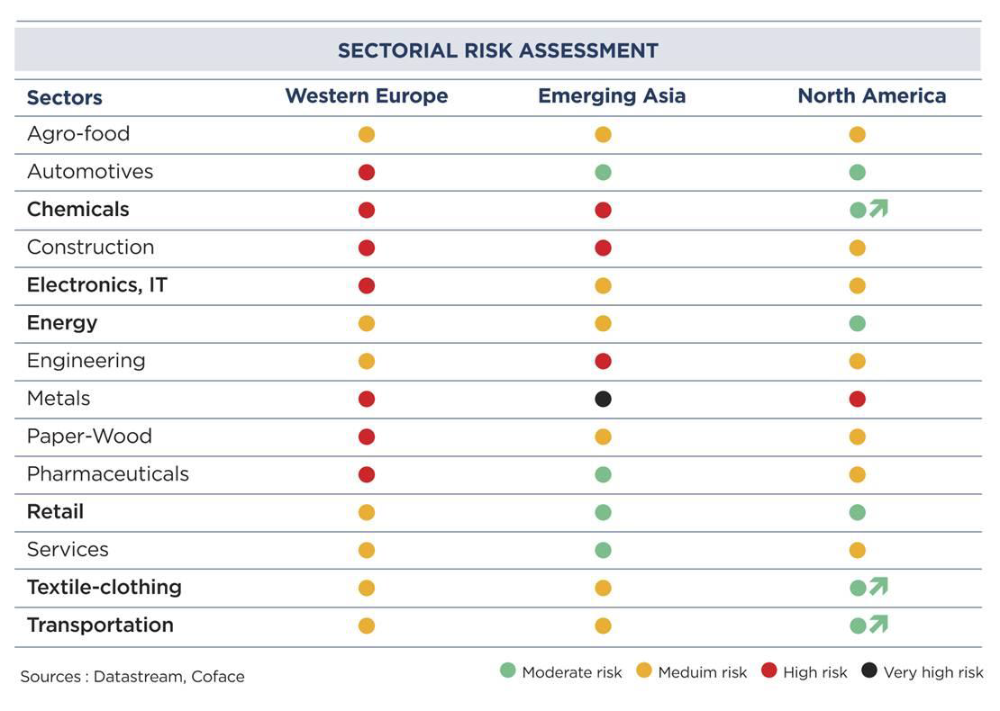 SECTORIAL RISK ASSESSMENT
Sectors Western Europe Emerging Asia North America
Agro-food
Automotives
Chemicals
Construction
Electronics, IT
Energy
Engineering
Metals
Paper-Wood
Pharmaceuticals
Retail
Services
Textile-clothing
Transportation
Sources : Datastream, Coface Moderate risk Meduim risk High risk Very high risk